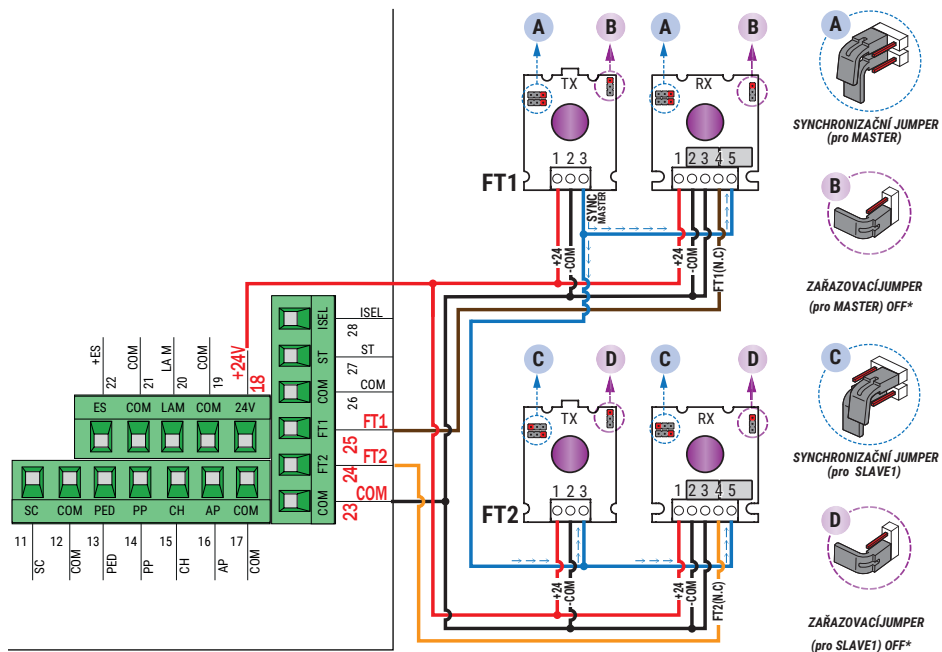 A
B
A
B
A
TX
RX
SYNCHRONIZAČNÍ JUMPER
(pro MASTER)
1 2 3
1 2 3 4 5
FT1
SYNC
MASTER
B
+24
-COM
+24
-COM
FT1(N.C)
ZAŘAZOVACÍJUMPER
(pro MASTER) OFF*
+ES
22
COM
21
LA M
20
COM
19
+24V
18
ISEL
ISEL
28
ST
ST
27
COM
COM
26
FT1
FT1
25
FT2
FT2
24
COM
COM
23
ES COM LAM COM 24V
SC COM PED PP CH AP COM
11
SC
12
COM
13
PED
14
PP
15
CH
16
AP
17
COM
C
D
C
D
C
TX
RX
SYNCHRONIZAČNÍ JUMPER
(pro SLAVE1)
1 2 3
1 2 3 4 5
FT2
D
+24
-COM
+24
-COM
FT2(N.C)
ZAŘAZOVACÍJUMPER
(pro SLAVE1) OFF*